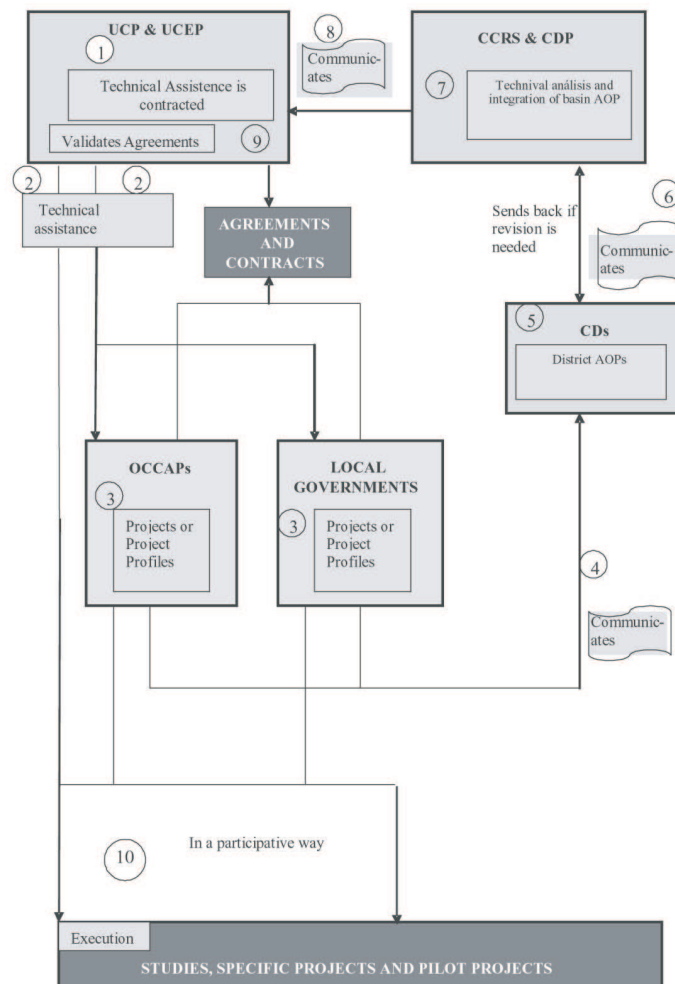 UCP & UCEP
1
Technical Assistence is
contracted
Validates Agreements
9
8
Communic-
ates
CCRS & CDP
7
Technival análisis and
integration of basin AOP
2
2
Technical
assistance
AGREEMENTS
AND
CONTRACTS
Sends back if
revision is
needed
6
Communic-
ates
5
CDs
District AOPs
OCCAPs
3
Projects or
Project
Profiles
LOCAL
GOVERNMENTS
3
Projects or
Project
Profiles
4
Communic-
ates
10
In a participative way
Execution
STUDIES, SPECIFIC PROJECTS AND PILOT PROJECTS